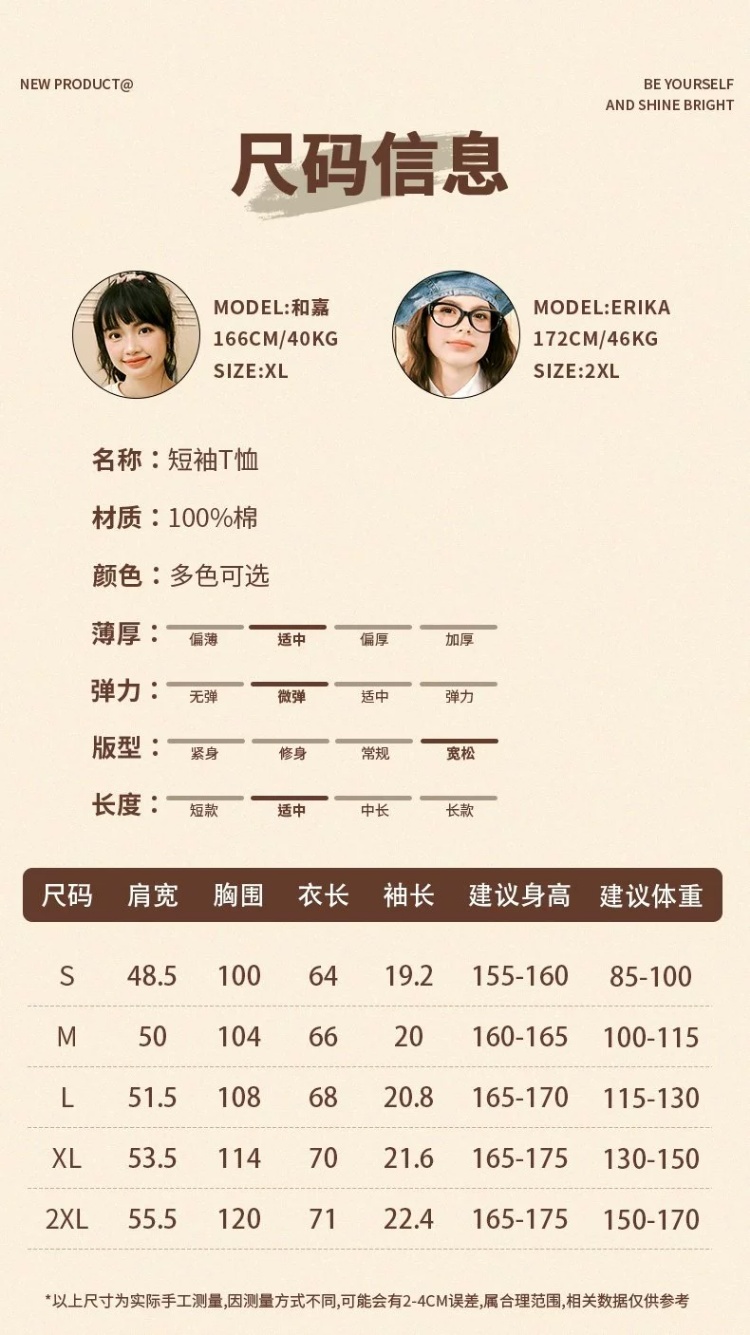 NEW PRODUCT@
BE YOURSELF
AND SHINE BRIGHT
尺码信息
MODEL:和嘉
166CM/40KG
SIZE:XL
MODEL:ERIKA
172CM/46KG
SIZE:2XL
名称：短袖T恤
材质：100%棉
颜色：多色可选
薄厚： 偏薄 适中 偏厚 加厚
弹力： 无弹 微弹 适中 弹力
版型： 紧身 修身 常规 宽松
长度： 短款 适中 中长 长款
尺码 肩宽 胸围 衣长 袖长 建议身高 建议体重
S 48.5 100 64 19.2 155-160 85-100
M 50 104 66 20 160-165 100-115
L 51.5 108 68 20.8 165-170 115-130
XL 53.5 114 70 21.6 165-175 130-150
2XL 55.5 120 71 22.4 165-175 150-170
*以上尺寸为实际手工测量,因测量方式不同,可能会有2-4CM误差,属合理范围,相关数据仅供参考